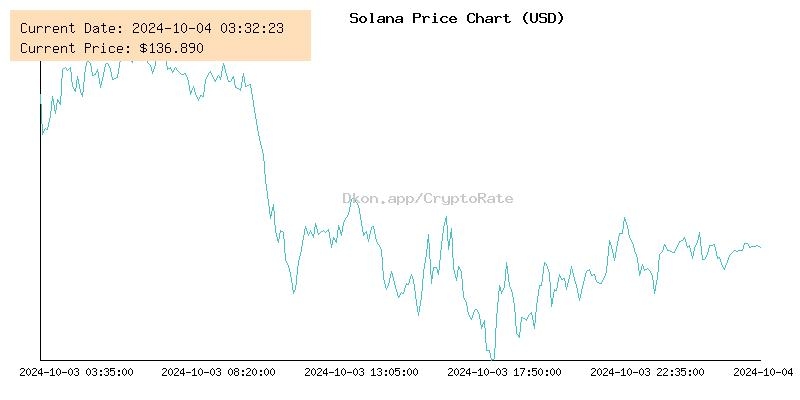 Solana Price Chart (USD)
Current Date: 2024-10-04 03:32:23
Current Price: $136.890
Dkon.app/CryptoRate
2024-10-03 03:35:00 2024-10-03 08:20:00 2024-10-03 13:05:00 2024-10-03 17:50:00 2024-10-03 22:35:00 2024-10-04